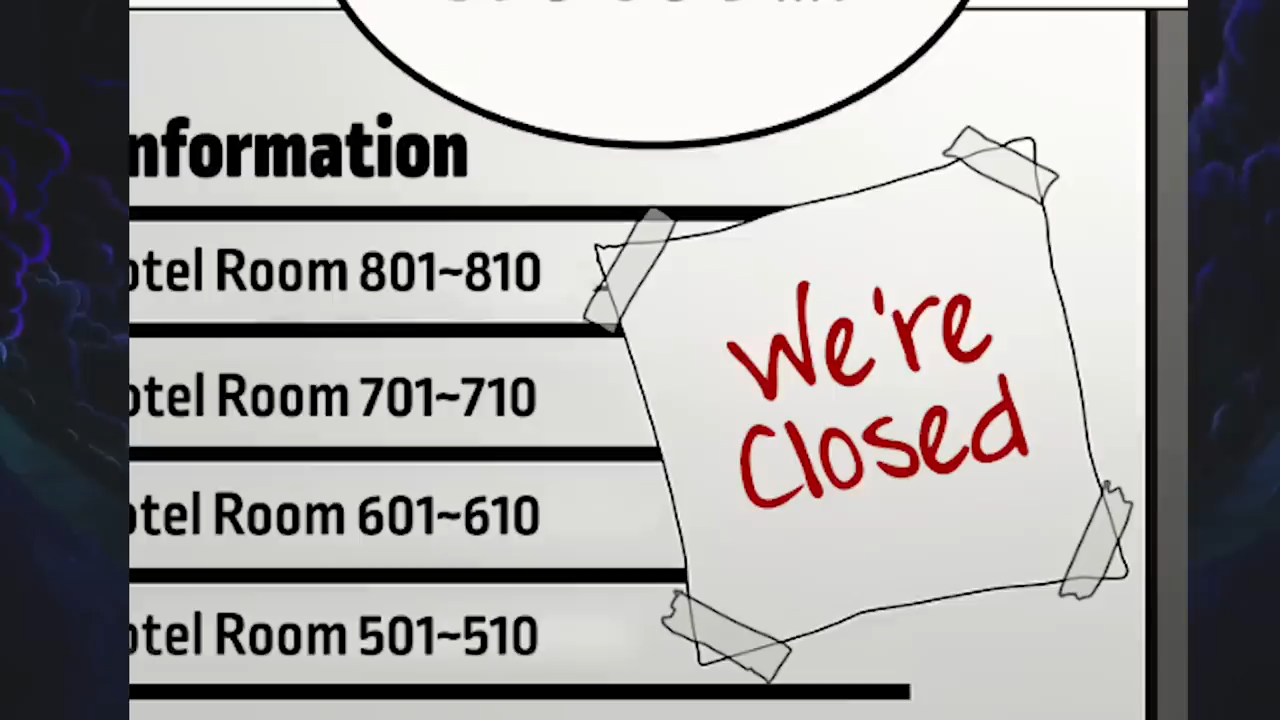 nformation
otel Room 801~810
otel Room 701~710
otel Room 601~610
otel Room 501~510
We're
Closed